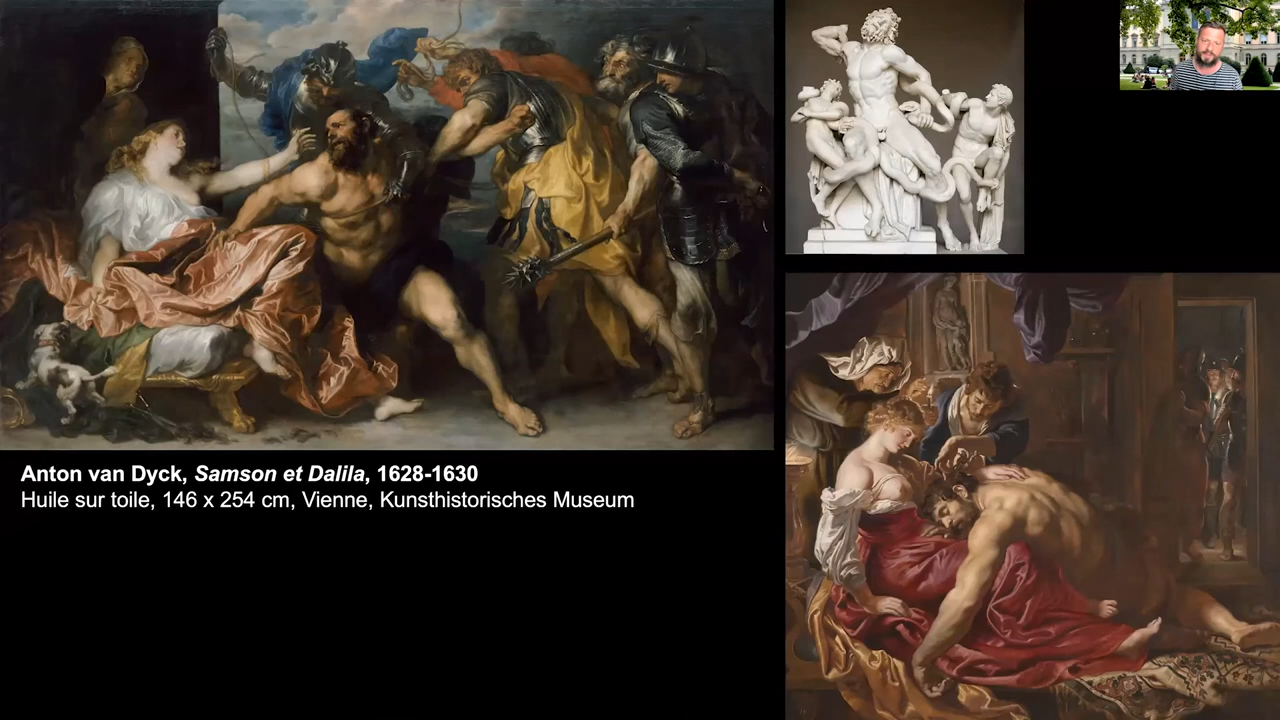 Anton van Dyck, Samson et Dalila, 1628-1630
Huile sur toile, 146 x 254 cm, Vienne, Kunsthistorisches Museum